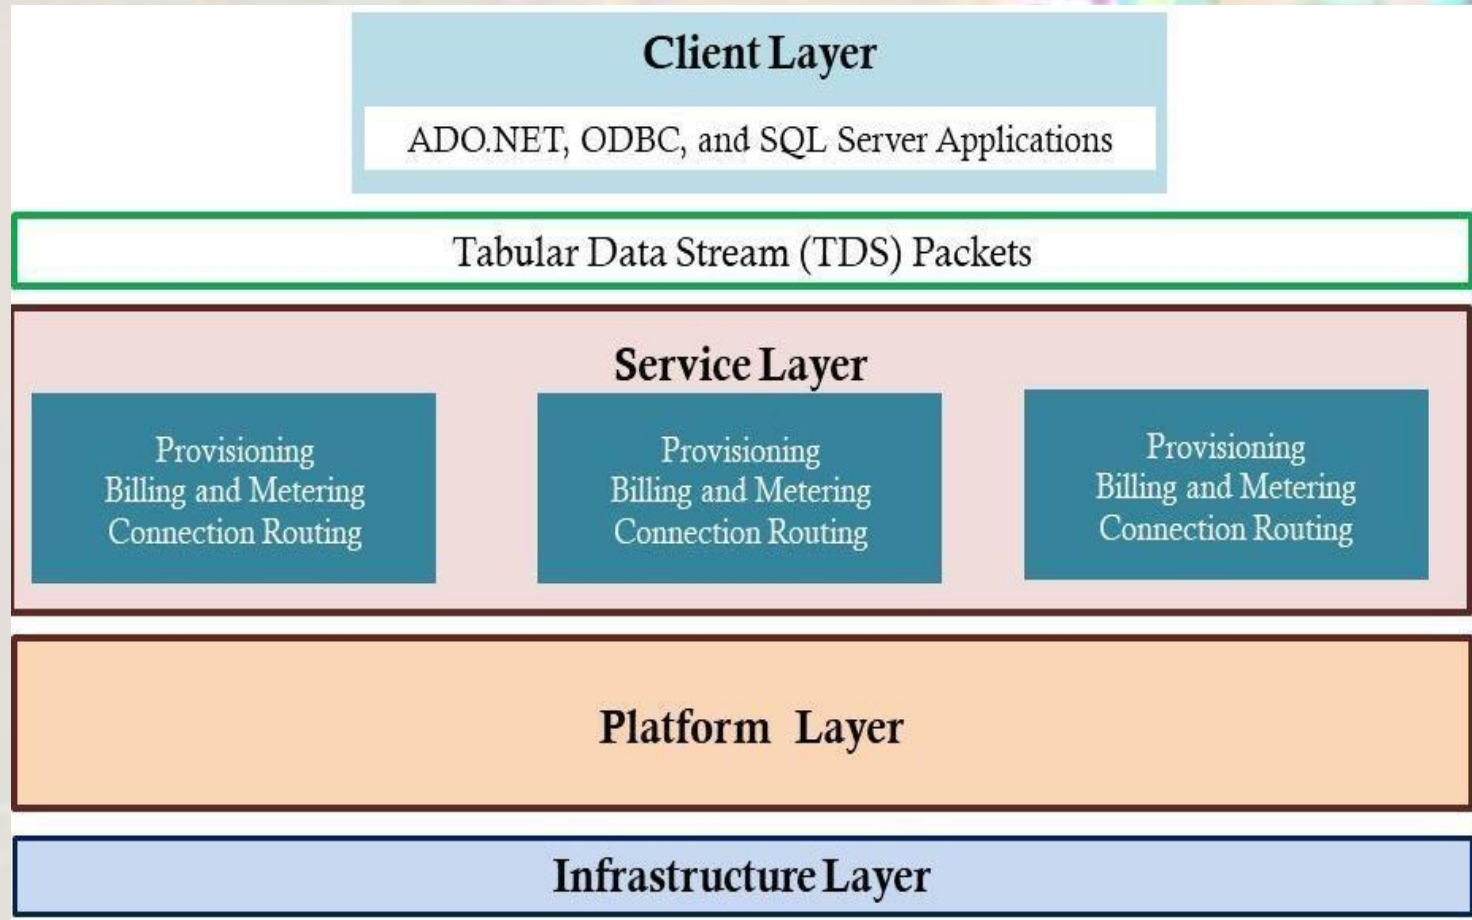 Client Layer
ADO.NET, ODBC, and SQL Server Applications
Tabular Data Stream (TDS) Packets
Service Layer
Provisioning
Billing and Metering
Connection Routing
Provisioning
Billing and Metering
Connection Routing
Provisioning
Billing and Metering
Connection Routing
Platform Layer
Infrastructure Layer